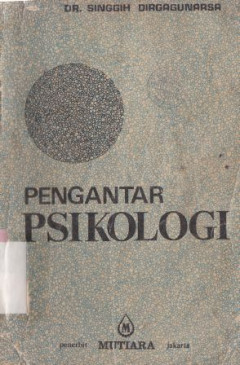 DR. SINGGIH DIRGAGUNARSA
PENGANTAR
PSIKOLOGI
M
penerbit MUTIARA jakarta